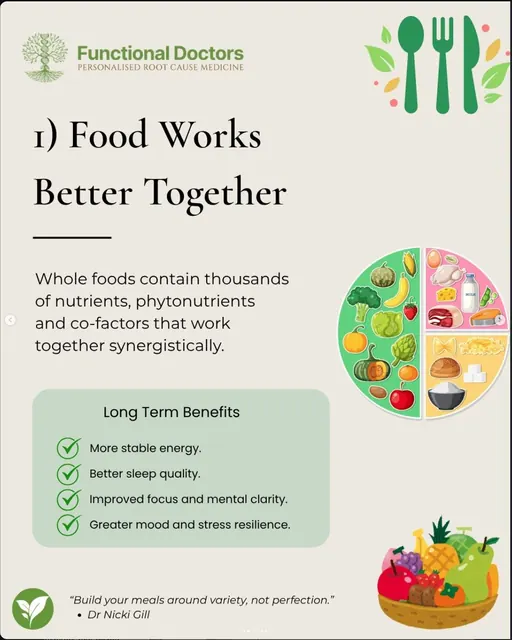 Functional Doctors
PERSONALISED ROOT CAUSE MEDICINE
1) Food Works
Better Together
Whole foods contain thousands
of nutrients, phytonutrients
and co-factors that work
together synergistically.
Long Term Benefits
More stable energy.
Better sleep quality.
Improved focus and mental clarity.
Greater mood and stress resilience.
“Build your meals around variety, not perfection.”
• Dr Nicki Gill